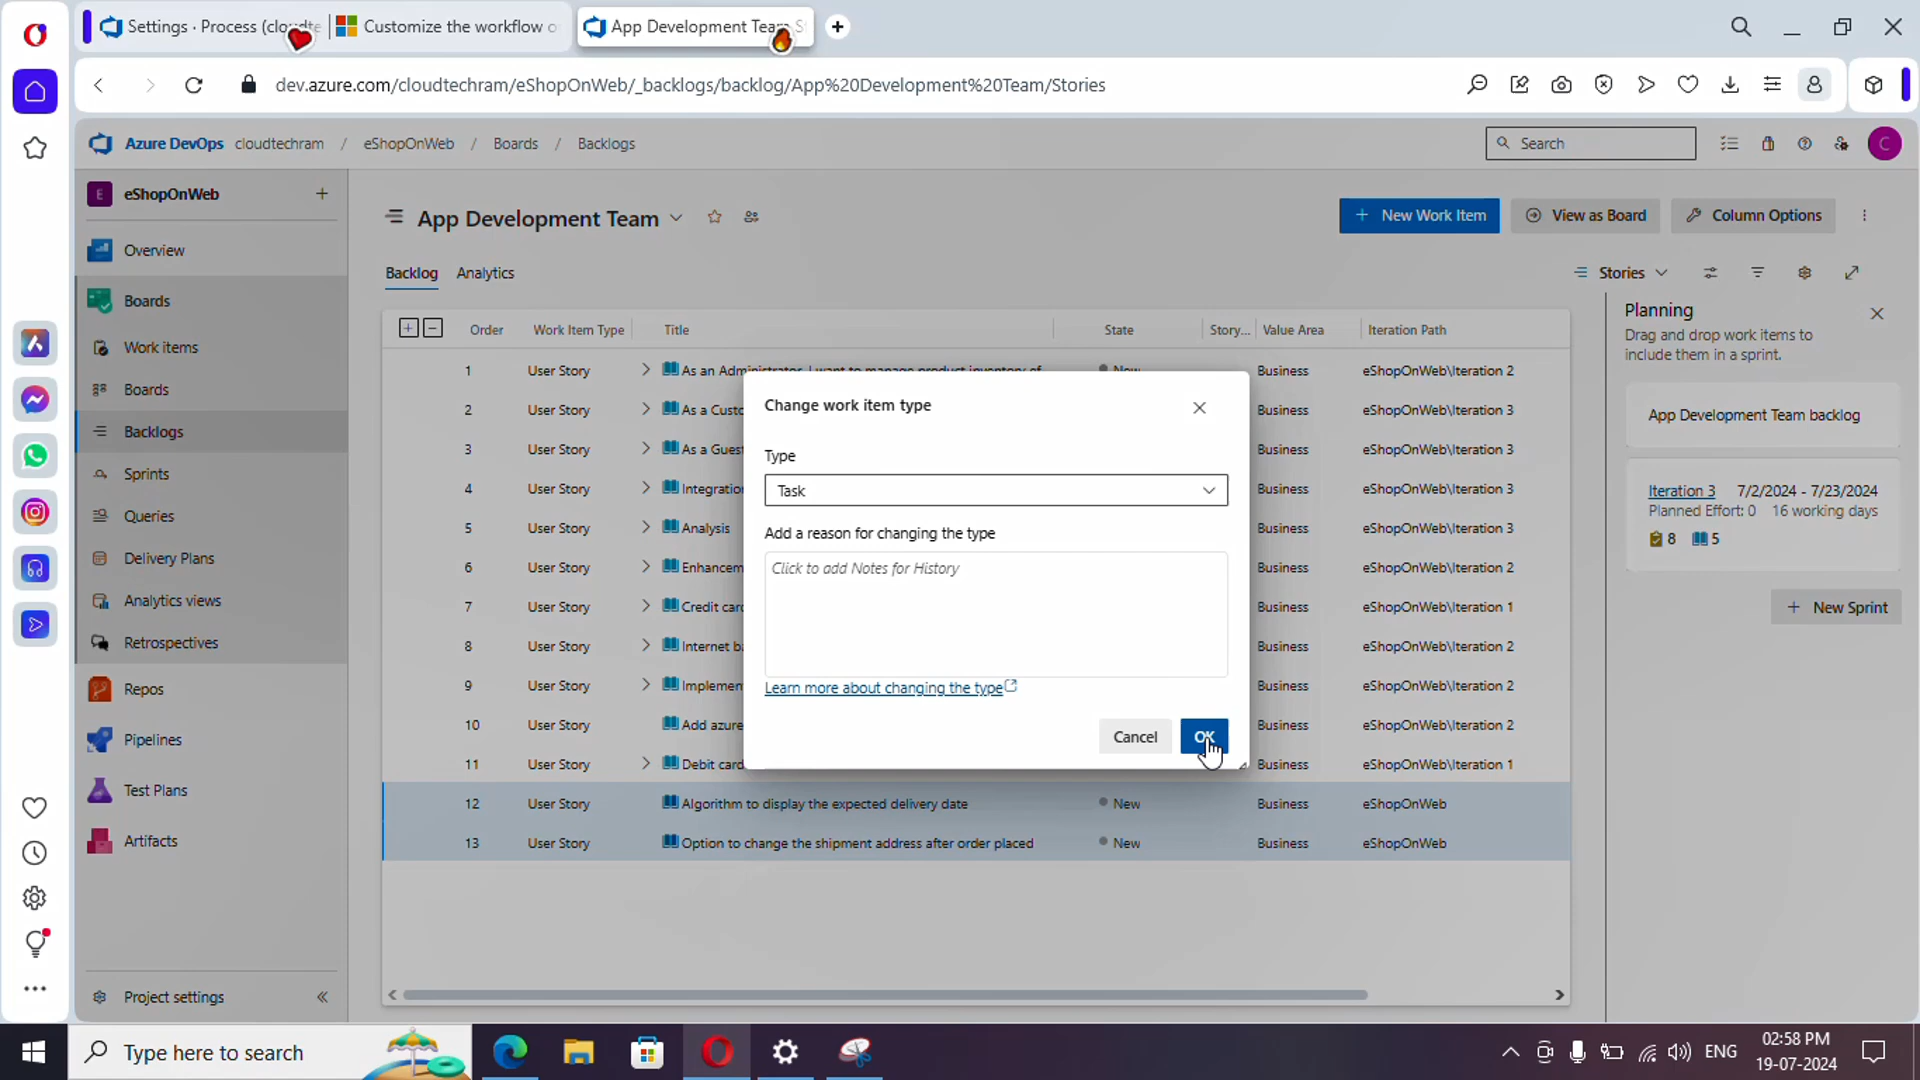 Settings · Process (cloudte
Customize the workflow o
App Development Team S
dev.azure.com/cloudtechram/eShopOnWeb/_backlogs/backlog/App%20Development%20Team/Stories
Azure DevOps cloudtechram / eShopOnWeb / Boards / Backlogs
Search
C
E eShopOnWeb
Overview
Boards
Work items
Boards
Backlogs
Sprints
Queries
Delivery Plans
Analytics views
Retrospectives
Repos
Pipelines
Test Plans
Artifacts
Project settings
App Development Team
New Work Item
View as Board
Column Options
Backlog Analytics
Stories
Order Work Item Type Title State Story... Value Area Iteration Path
1 User Story As an Administrator, I want to manage product inventory of New Business eShopOnWeb\Iteration 2
2 User Story As a Custo Business eShopOnWeb\Iteration 3
3 User Story As a Guest Business eShopOnWeb\Iteration 3
4 User Story Integration Business eShopOnWeb\Iteration 3
5 User Story Analysis Business eShopOnWeb\Iteration 3
6 User Story Enhancem Business eShopOnWeb\Iteration 2
7 User Story Credit card Business eShopOnWeb\Iteration 1
8 User Story Internet ba Business eShopOnWeb\Iteration 2
9 User Story Implemen Business eShopOnWeb\Iteration 2
10 User Story Add azure Business eShopOnWeb\Iteration 2
11 User Story Debit card Business eShopOnWeb\Iteration 1
12 User Story Algorithm to display the expected delivery date New Business eShopOnWeb
13 User Story Option to change the shipment address after order placed New Business eShopOnWeb
Change work item type
Type
Task
Add a reason for changing the type
Click to add Notes for History
Learn more about changing the type
Cancel
OK
Planning
Drag and drop work items to
include them in a sprint.
App Development Team backlog
Iteration 3 7/2/2024 - 7/23/2024
Planned Effort: 0 16 working days
8 5
New Sprint
Type here to search
ENG
02:58 PM
19-07-2024